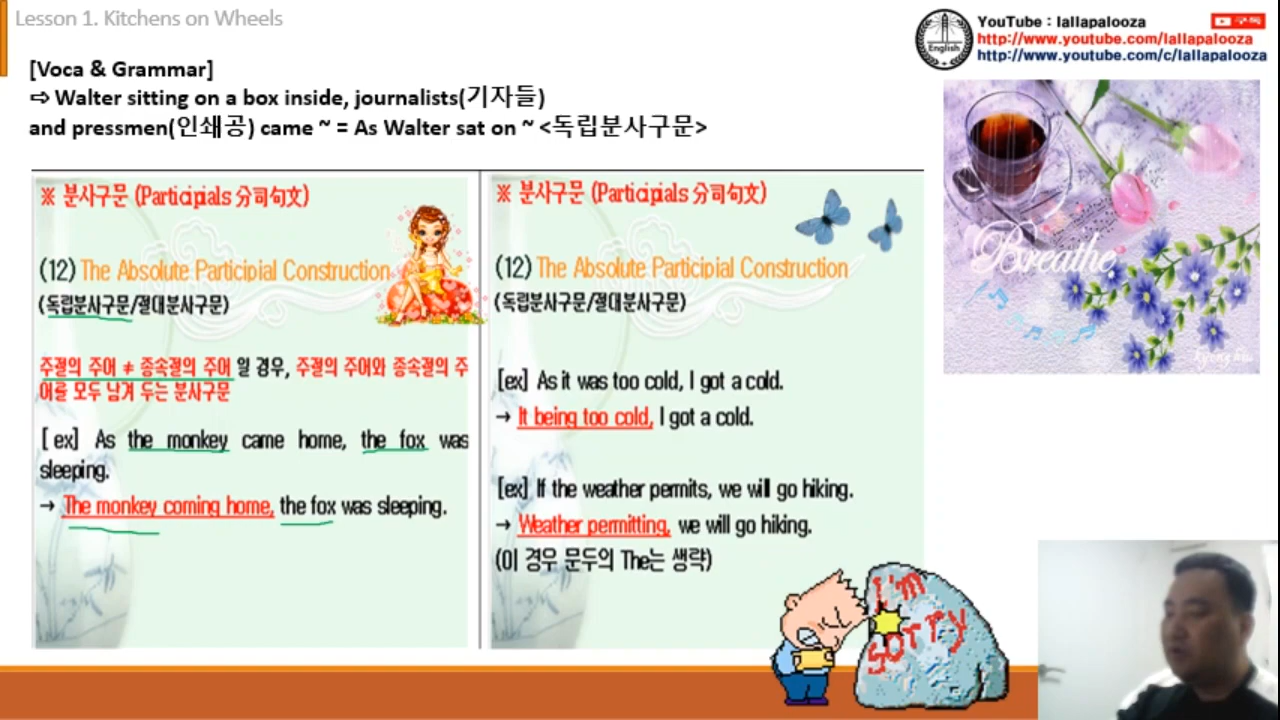 Lesson 1. Kitchens on Wheels
English
YouTube : lallapalooza
구독
http://www.youtube.com/lallapalooza
http://www.youtube.com/c/lallapalooza
[Voca & Grammar]
⇨ Walter sitting on a box inside, journalists(기자들)
and pressmen(인쇄공) came ~ = As Walter sat on ~ <독립분사구문>
※ 분사구문 (Participials 分司句文)
(12) The Absolute Participial Construction
(독립분사구문/절대분사구문)
주절의 주어 ≠ 종속절의 주어 일 경우, 주절의 주어와 종속절의 주
어를 모두 남겨 두는 분사구문
[ex] As the monkey came home, the fox was
sleeping.
→ The monkey coming home, the fox was sleeping.
※ 분사구문 (Participials 分司句文)
(12) The Absolute Participial Construction
(독립분사구문/절대분사구문)
[ex] As it was too cold, I got a cold.
→ It being too cold, I got a cold.
[ex] If the weather permits, we will go hiking.
→ Weather permitting, we will go hiking.
(이 경우 문두의 The는 생략)
Breathe
I'm
sorry